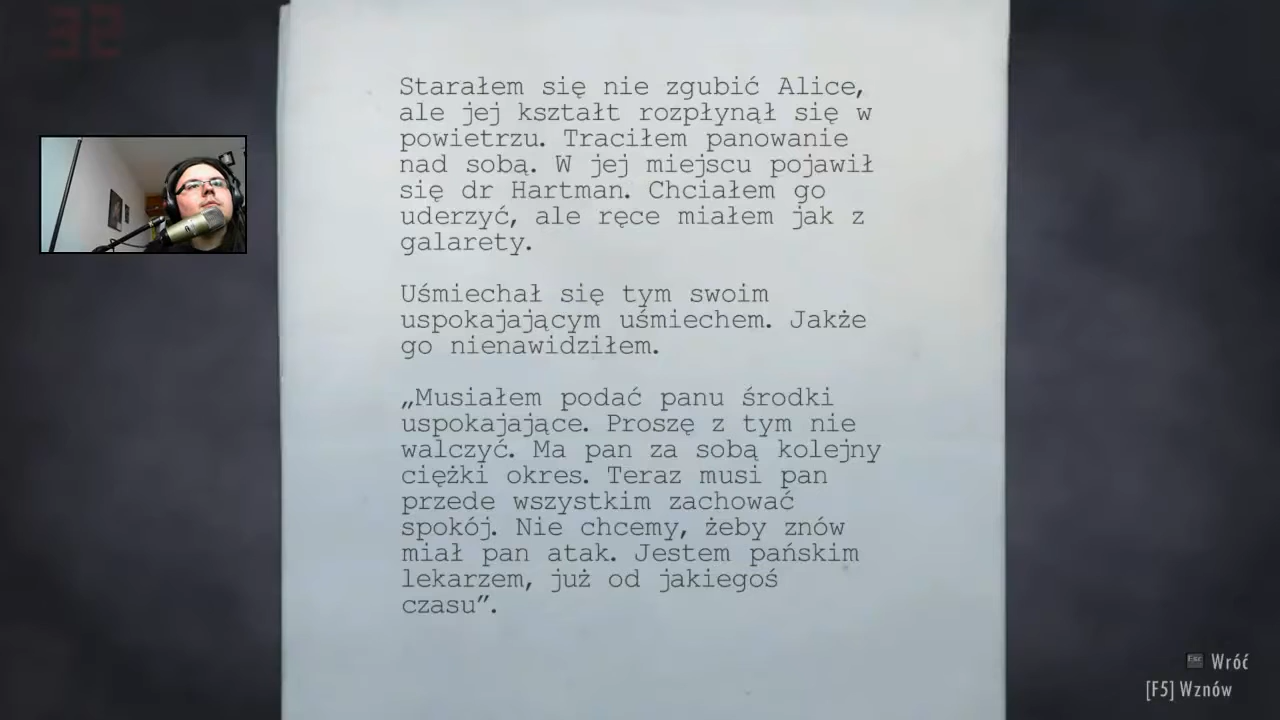 32
Starałem się nie zgubić Alice,
ale jej kształt rozpłynął się w
powietrzu. Traciłem panowanie
nad sobą. W jej miejscu pojawił
się dr Hartman. Chciałem go
uderzyć, ale ręce miałem jak z
galarety.
Uśmiechał się tym swoim
uspokajającym uśmiechem. Jakże
go nienawidziłem.
„Musiałem podać panu środki
uspokajające. Proszę z tym nie
walczyć. Ma pan za sobą kolejny
ciężki okres. Teraz musi pan
przede wszystkim zachować
spokój. Nie chcemy, żeby znów
miał pan atak. Jestem pańskim
lekarzem, już od jakiegoś
czasu”.
Esc Wróć
[F5] Wznów